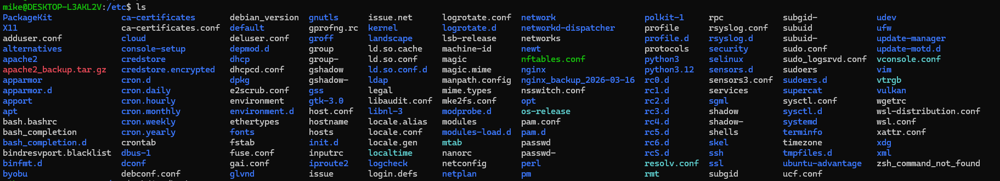 mike@DESKTOP-L3AKL2V:/etc$ ls
PackageKit ca-certificates debian_version gnutls issue.net logrotate.conf network polkit-1 rpc subgid- udev
X11 ca-certificates.conf default gprofng.rc kernel logrotate.d networkd-dispatcher profile rsyslog.conf subuid ufw
adduser.conf cloud deluser.conf groff landscape lsb-release networks profile.d rsyslog.d subuid- update-manager
alternatives console-setup depmod.d group ld.so.cache machine-id newt protocols security sudo.conf update-motd.d
apache2 credstore dhcp group- ld.so.conf magic nftables.conf python3 selinux sudo_logsrvd.conf vconsole.conf
apache2_backup.tar.gz credstore.encrypted dhcpcd.conf gshadow ld.so.conf.d magic.mime nginx python3.12 sensors.d sudoers vim
apparmor cron.d dpkg gshadow- ldap manpath.config nginx_backup_2026-03-16 rc0.d sensors3.conf sudoers.d vtrgb
apparmor.d cron.daily e2scrub.conf gss legal mime.types nsswitch.conf rc1.d services supercat vulkan
apport cron.hourly environment gtk-3.0 libaudit.conf mke2fs.conf opt rc2.d sgml sysctl.conf wgetrc
apt cron.monthly environment.d host.conf libnl-3 modprobe.d os-release rc3.d shadow sysctl.d wsl-distribution.conf
bash.bashrc cron.weekly ethertypes hostname locale.alias modules pam.conf rc4.d shadow- systemd wsl.conf
bash_completion cron.yearly fonts hosts locale.conf modules-load.d pam.d rc5.d shells terminfo xattr.conf
bash_completion.d crontab fstab init.d locale.gen mtab passwd rc6.d skel timezone xdg
bindresvport.blacklist dbus-1 fuse.conf inputrc localtime nanorc passwd- rcS.d ssh tmpfiles.d xml
binfmt.d dconf gai.conf iproute2 logcheck netconfig perl resolv.conf ssl ubuntu-advantage zsh_command_not_found
byobu debconf.conf glvnd issue login.defs netplan pm rmt subgid ucf.conf